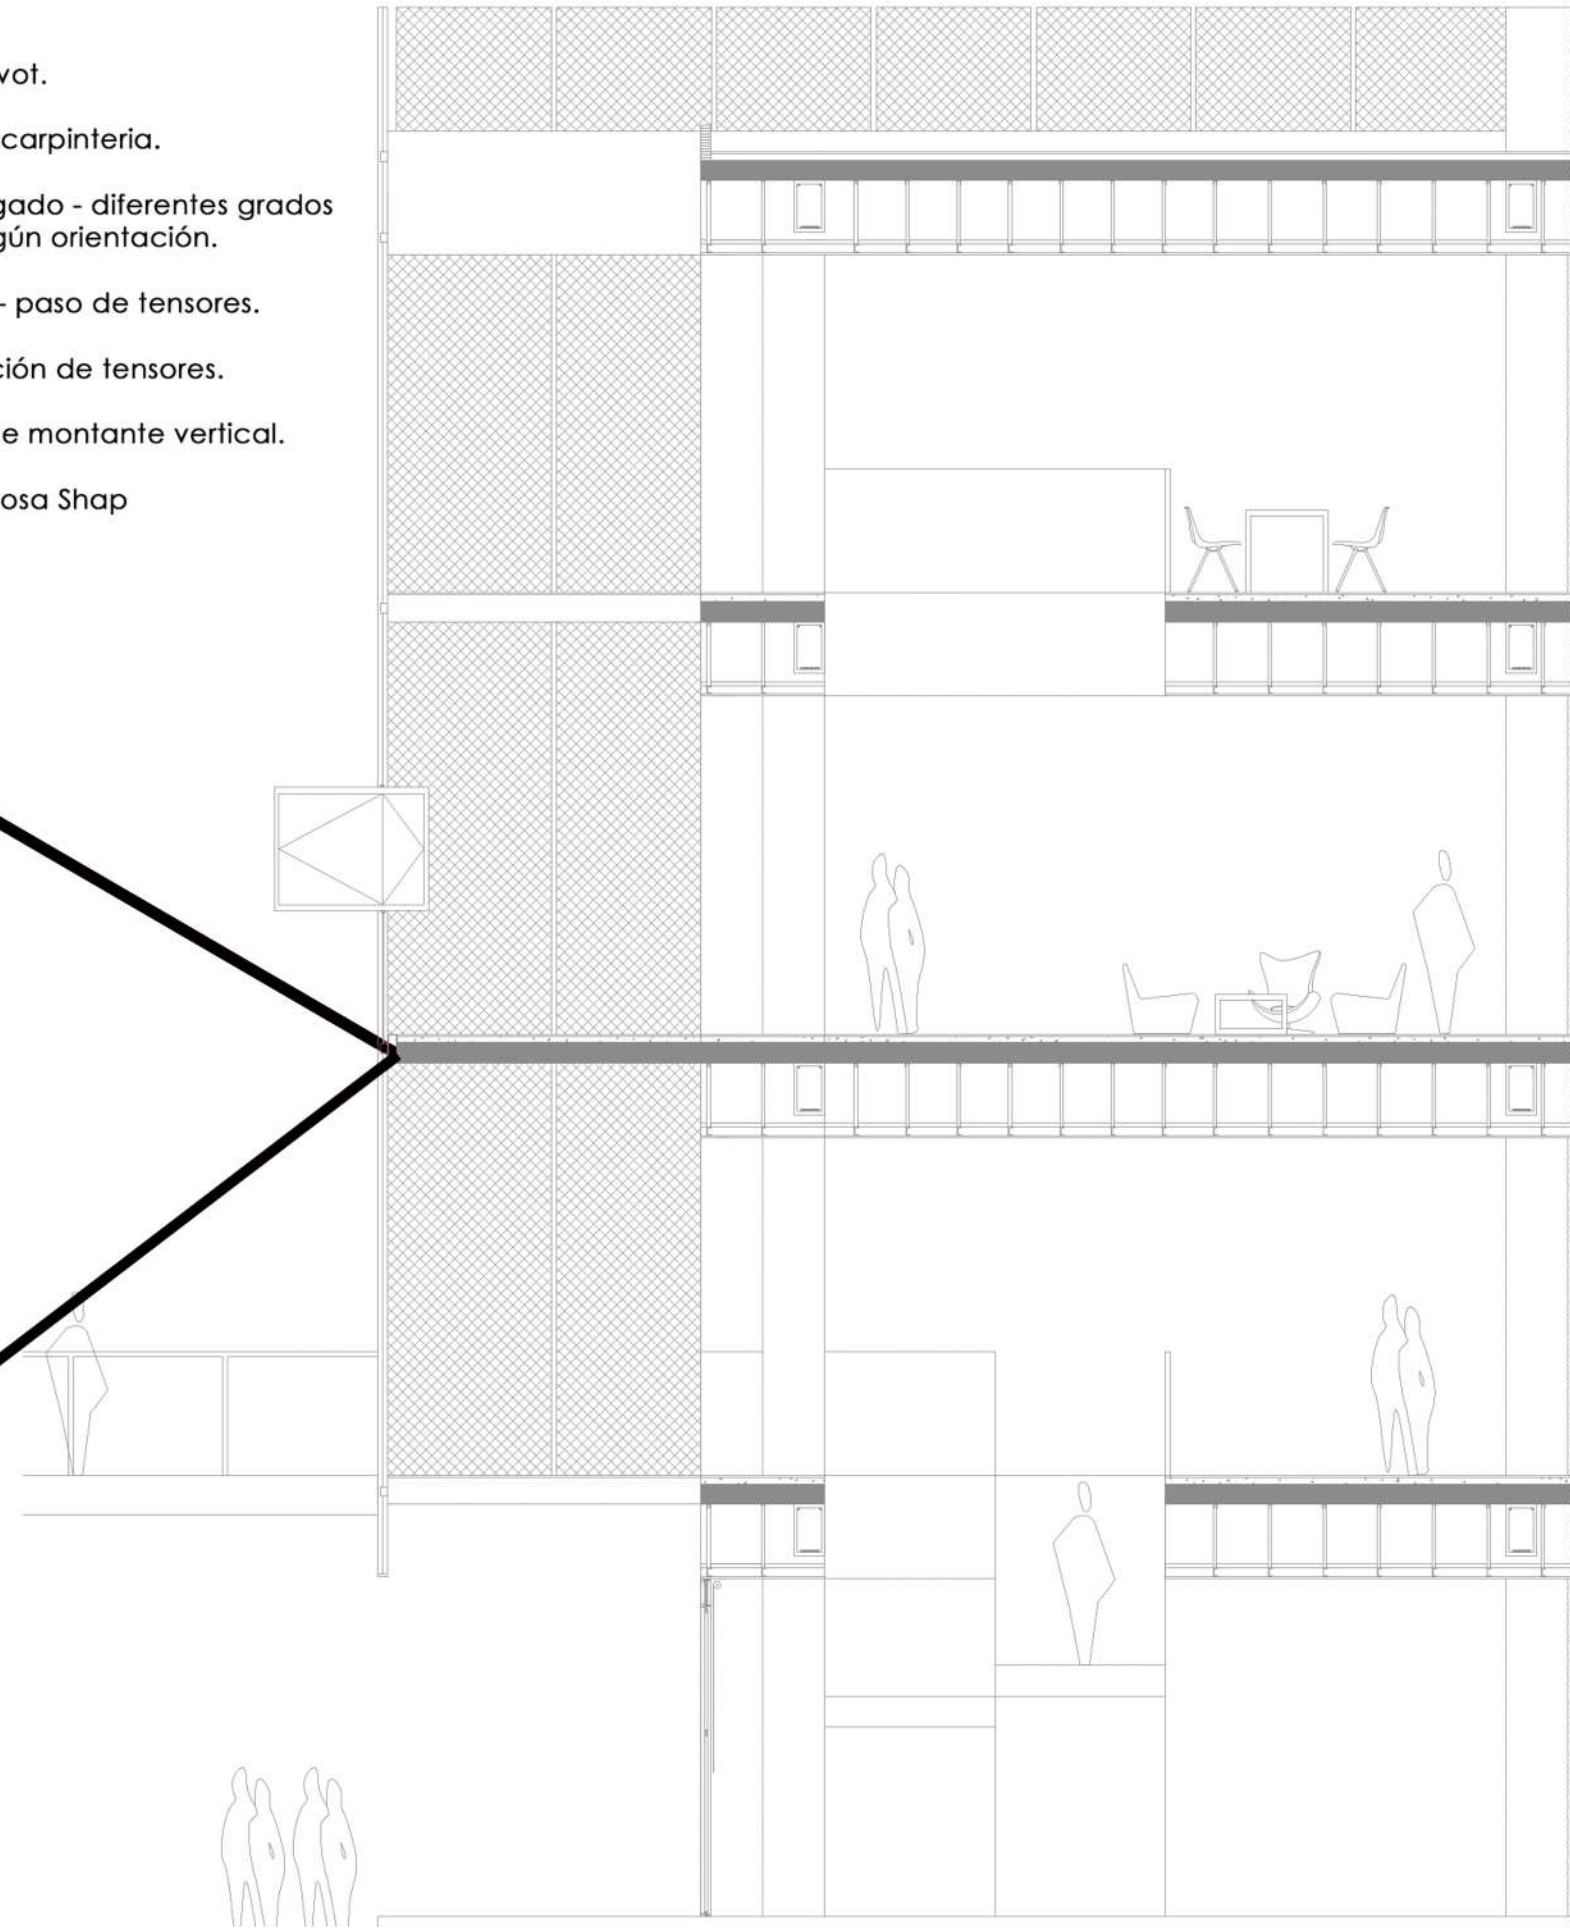 vot.
carpinteria.
gado - diferentes grados
gún orientación.
- paso de tensores.
ción de tensores.
e montante vertical.
osa Shap